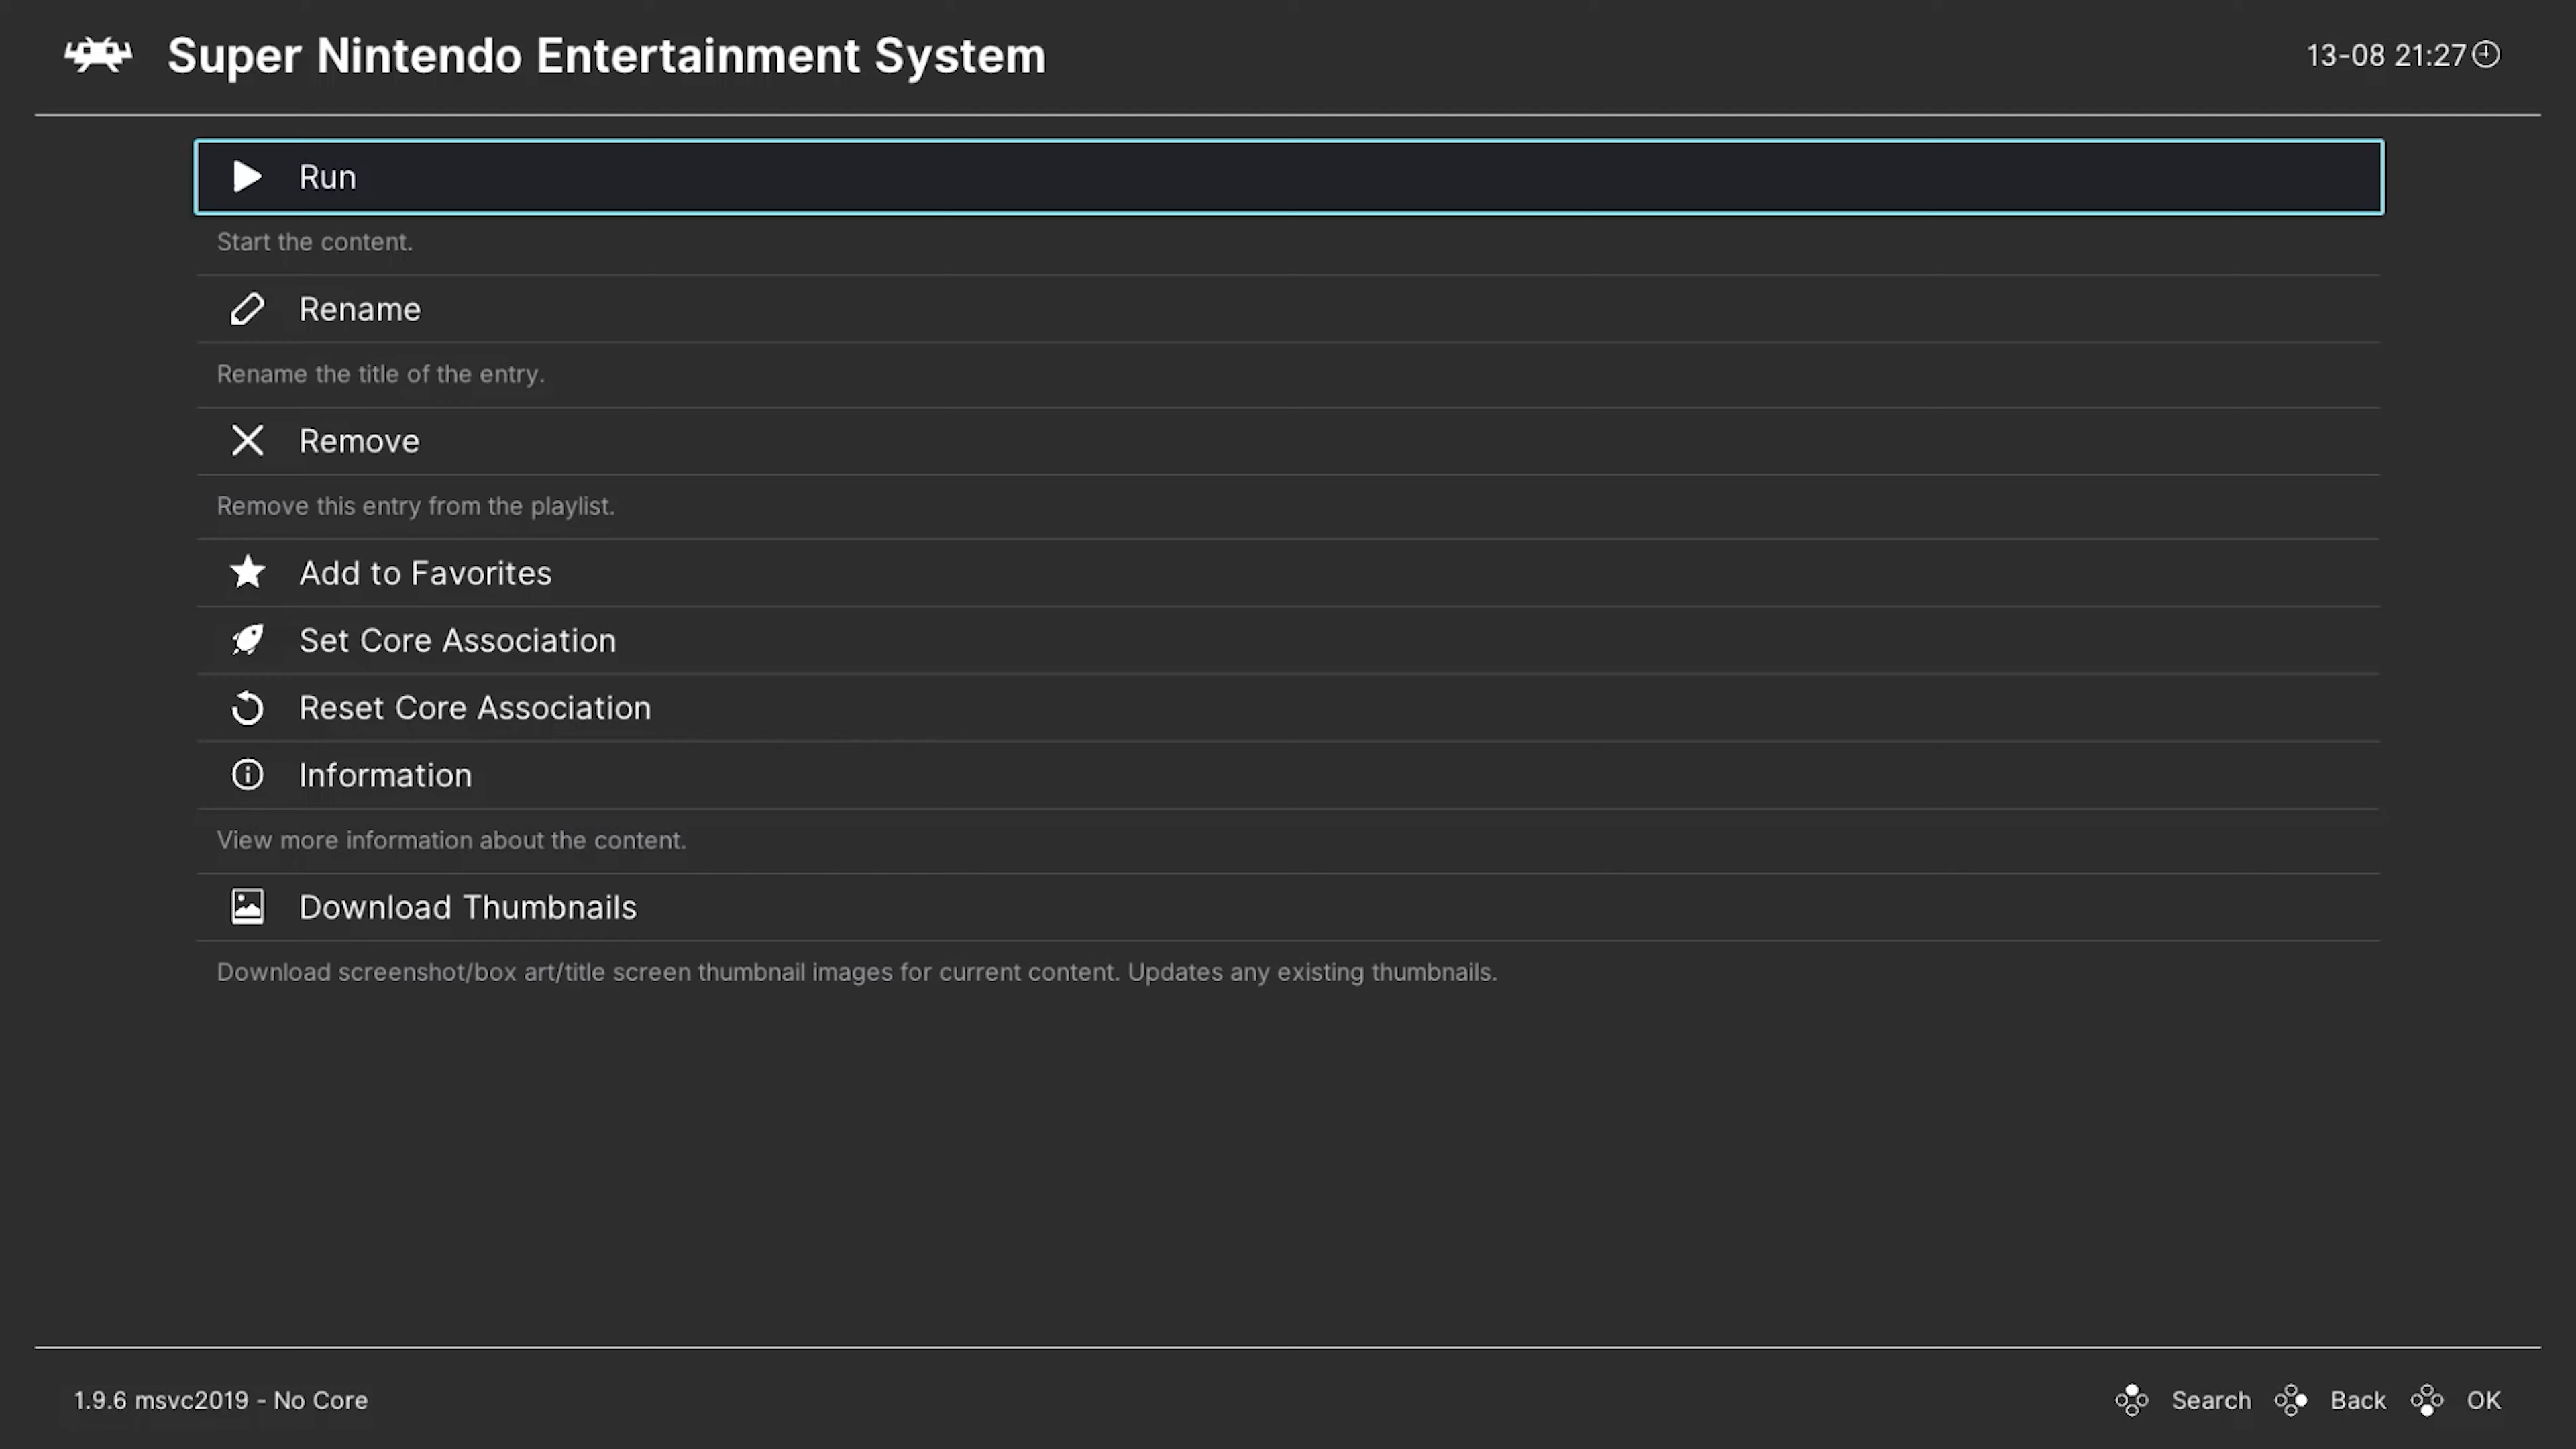 Super Nintendo Entertainment System
13-08 21:27
Run
Start the content.
Rename
Rename the title of the entry.
Remove
Remove this entry from the playlist.
Add to Favorites
Set Core Association
Reset Core Association
Information
View more information about the content.
Download Thumbnails
Download screenshot/box art/title screen thumbnail images for current content. Updates any existing thumbnails.
1.9.6 msvc2019 - No Core
Search Back OK